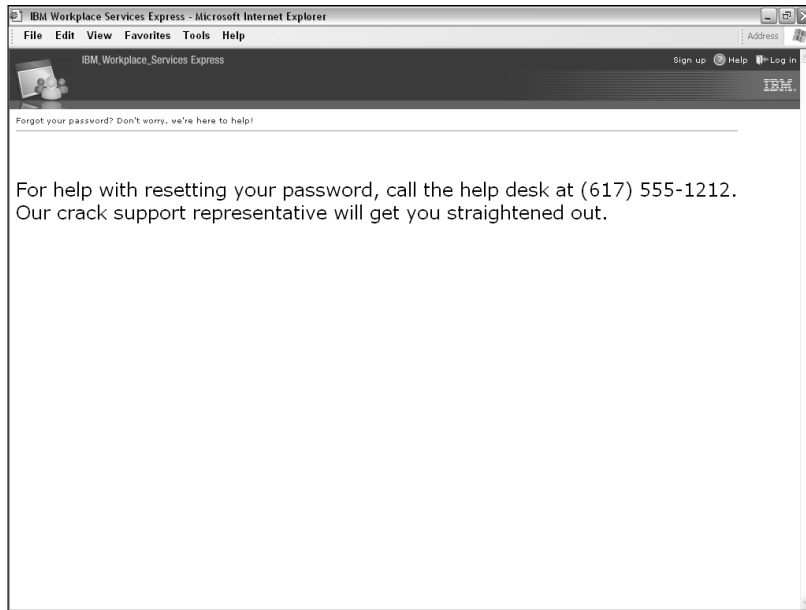 IBM Workplace Services Express - Microsoft Internet Explorer
File Edit View Favorites Tools Help Address
IBM_Workplace_Services Express Sign up Help Log in
IBM.
Forgot your password? Don't worry, we're here to help!
For help with resetting your password, call the help desk at (617) 555-1212.
Our crack support representative will get you straightened out.